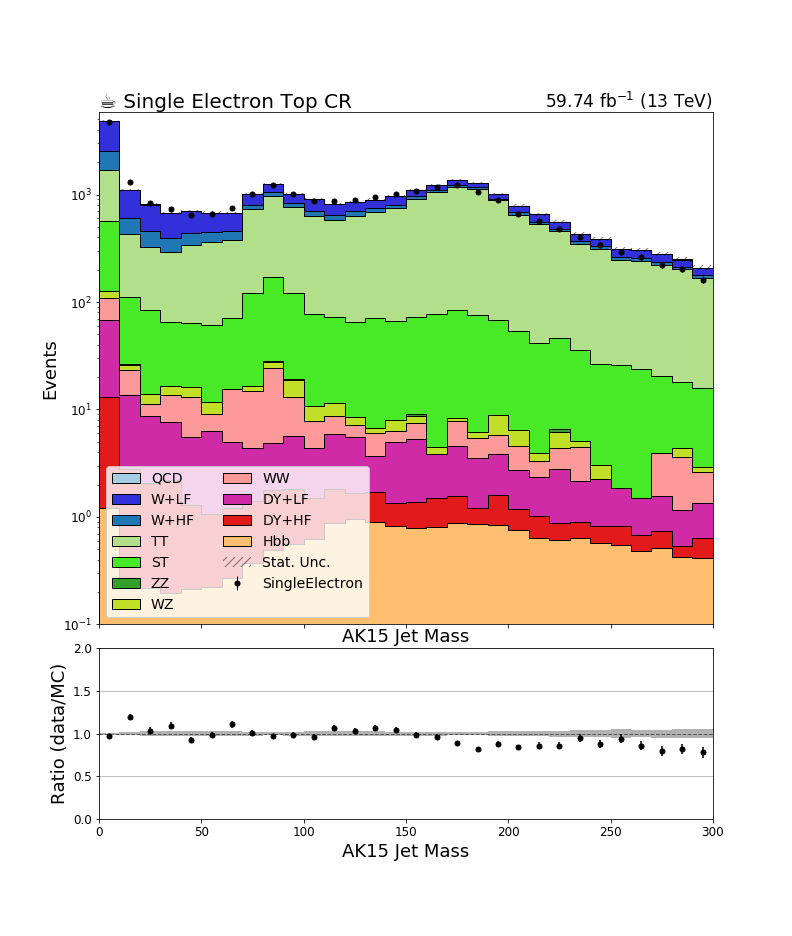 ☕ Single Electron Top CR
59.74 fb⁻¹ (13 TeV)
Events
10³
10²
10¹
10⁰
10⁻¹
QCD
W+LF
W+HF
TT
ST
ZZ
WZ
WW
DY+LF
DY+HF
Hbb
Stat. Unc.
SingleElectron
AK15 Jet Mass
Ratio (data/MC)
2.0
1.5
1.0
0.5
0.0
0 50 100 150 200 250 300
AK15 Jet Mass